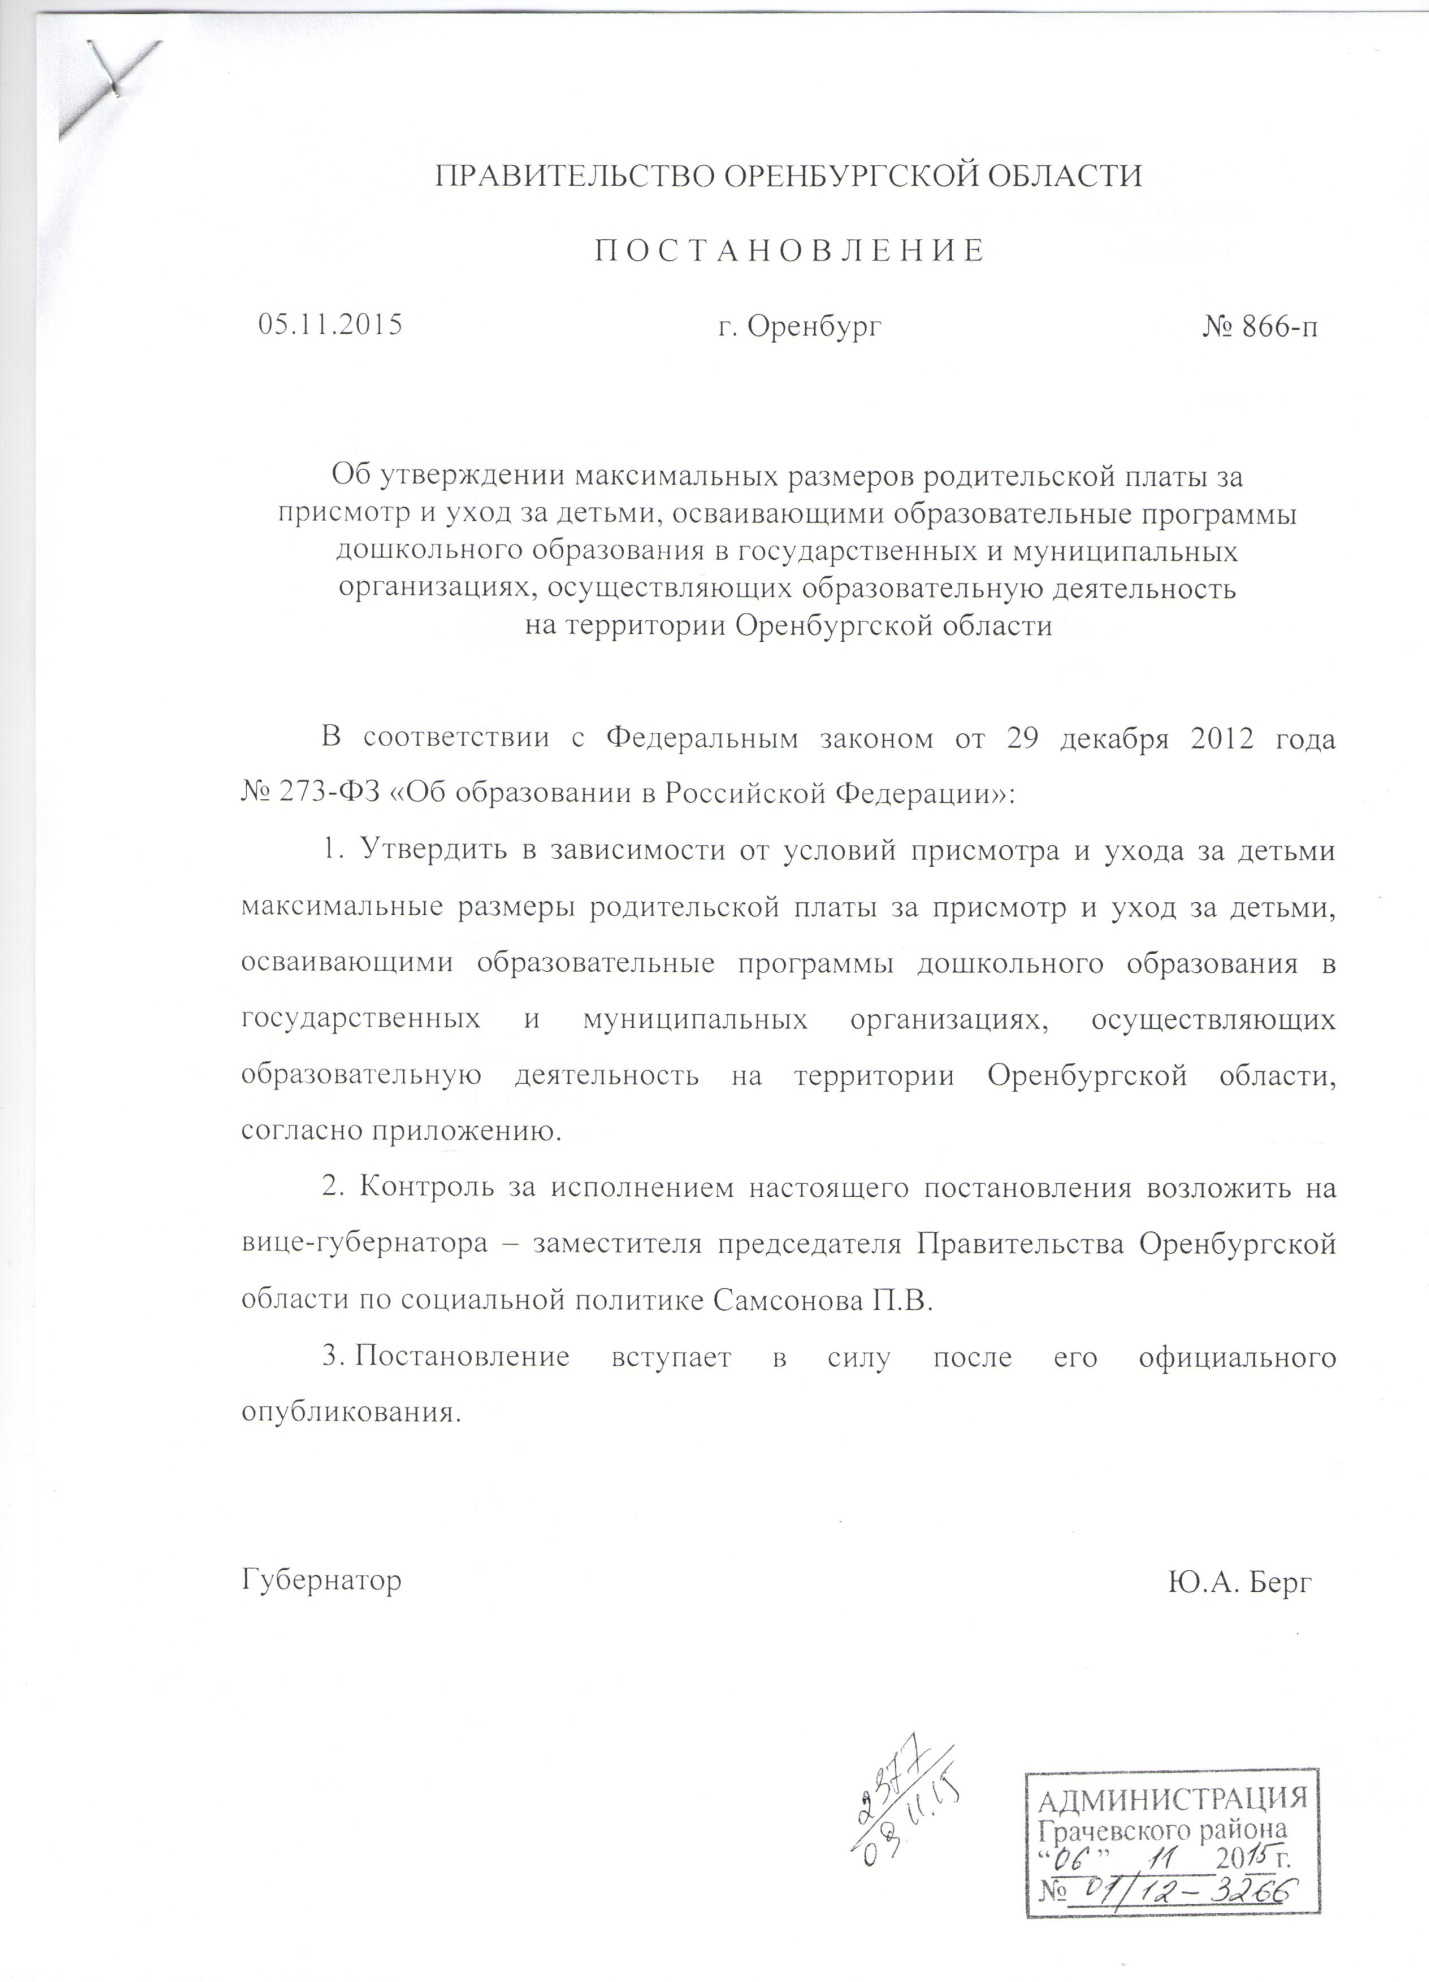 ПРАВИТЕЛЬСТВО ОРЕНБУРГСКОЙ ОБЛАСТИ
П О С Т А Н О В Л Е Н И Е
05.11.2015 г. Оренбург № 866-п
Об утверждении максимальных размеров родительской платы за
присмотр и уход за детьми, осваивающими образовательные программы
дошкольного образования в государственных и муниципальных
организациях, осуществляющих образовательную деятельность
на территории Оренбургской области
В соответствии с Федеральным законом от 29 декабря 2012 года
№ 273-ФЗ «Об образовании в Российской Федерации»:
1. Утвердить в зависимости от условий присмотра и ухода за детьми
максимальные размеры родительской платы за присмотр и уход за детьми,
осваивающими образовательные программы дошкольного образования в
государственных и муниципальных организациях, осуществляющих
образовательную деятельность на территории Оренбургской области,
согласно приложению.
2. Контроль за исполнением настоящего постановления возложить на
вице-губернатора – заместителя председателя Правительства Оренбургской
области по социальной политике Самсонова П.В.
3. Постановление вступает в силу после его официального
опубликования.
Губернатор Ю.А. Берг
2377
09.11.15
АДМИНИСТРАЦИЯ
Грачевского района
“06” 11 2015 г.
№ 01/12-3266